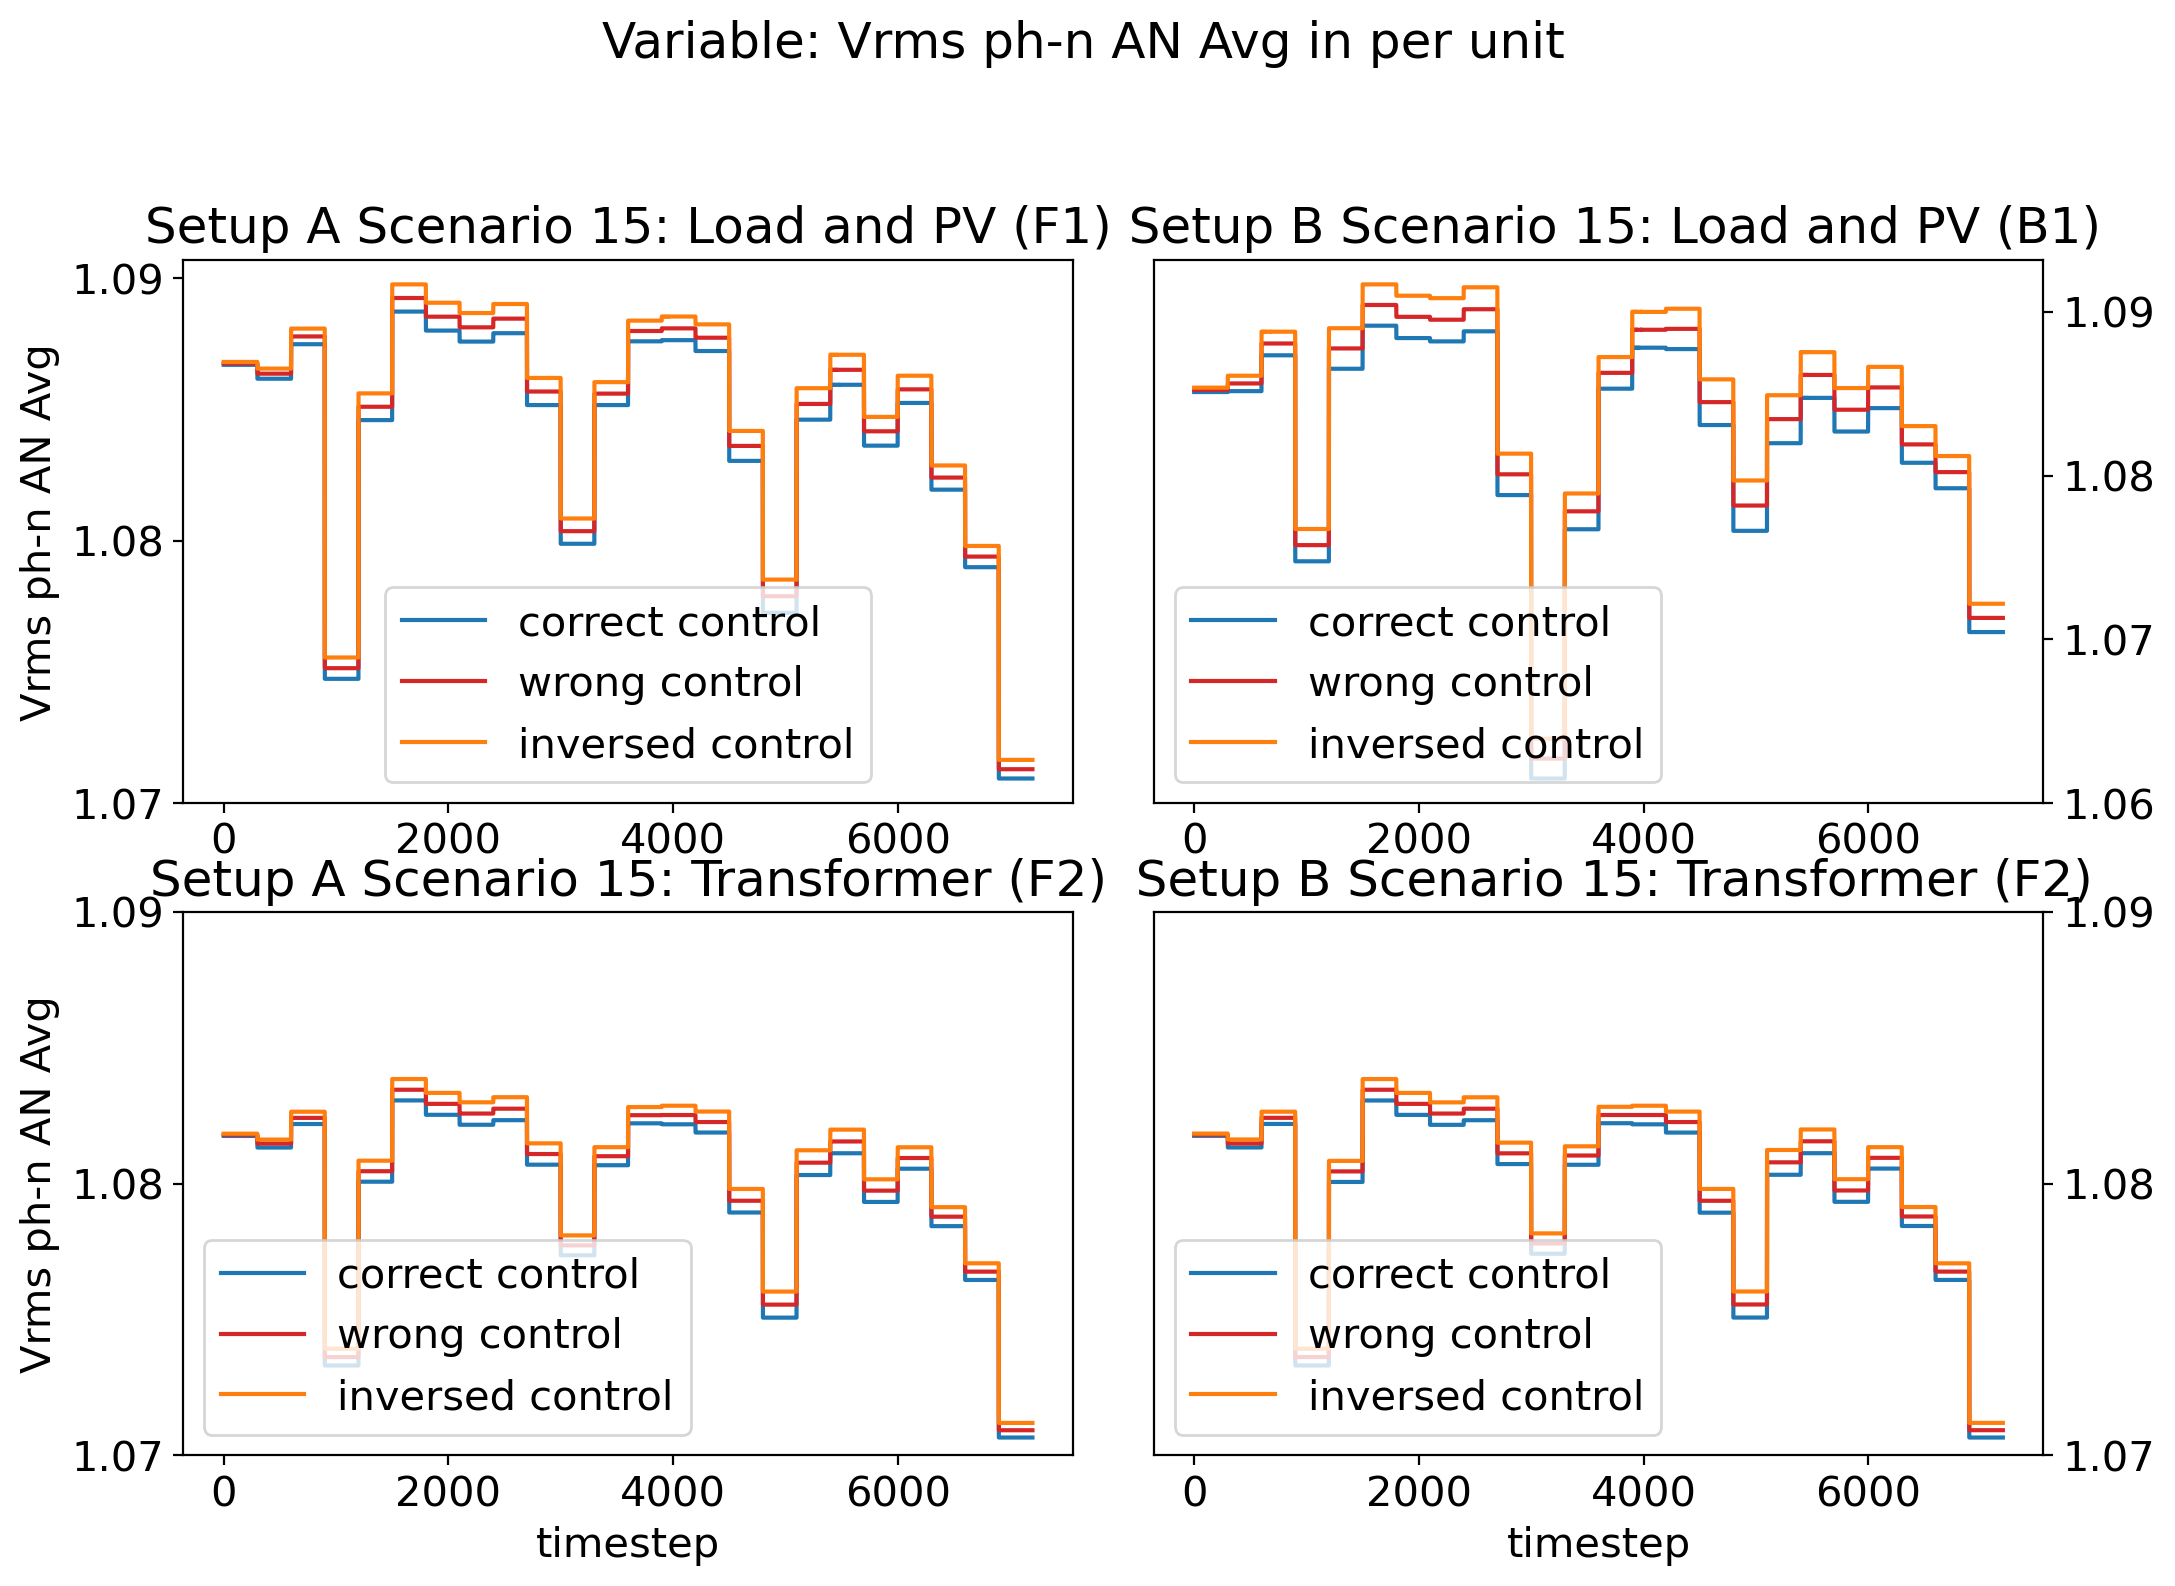 Variable: Vrms ph-n AN Avg in per unit
Setup A Scenario 15: Load and PV (F1)
Vrms ph-n AN Avg
1.09
1.08
1.07
correct control
wrong control
inversed control
0 2000 4000 6000
Setup B Scenario 15: Load and PV (B1)
1.09
1.08
1.07
1.06
correct control
wrong control
inversed control
0 2000 4000 6000
Setup A Scenario 15: Transformer (F2)
Vrms ph-n AN Avg
1.09
1.08
1.07
correct control
wrong control
inversed control
0 2000 4000 6000
timestep
Setup B Scenario 15: Transformer (F2)
1.09
1.08
1.07
correct control
wrong control
inversed control
0 2000 4000 6000
timestep